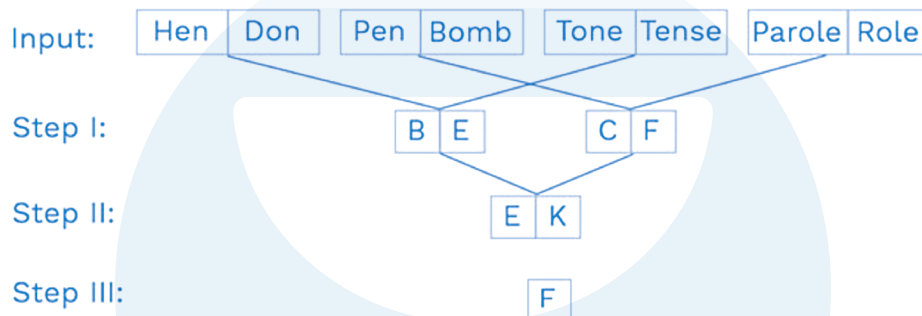 Input: Hen Don Pen Bomb Tone Tense Parole Role
Step I: B E C F
Step II: E K
Step III: F